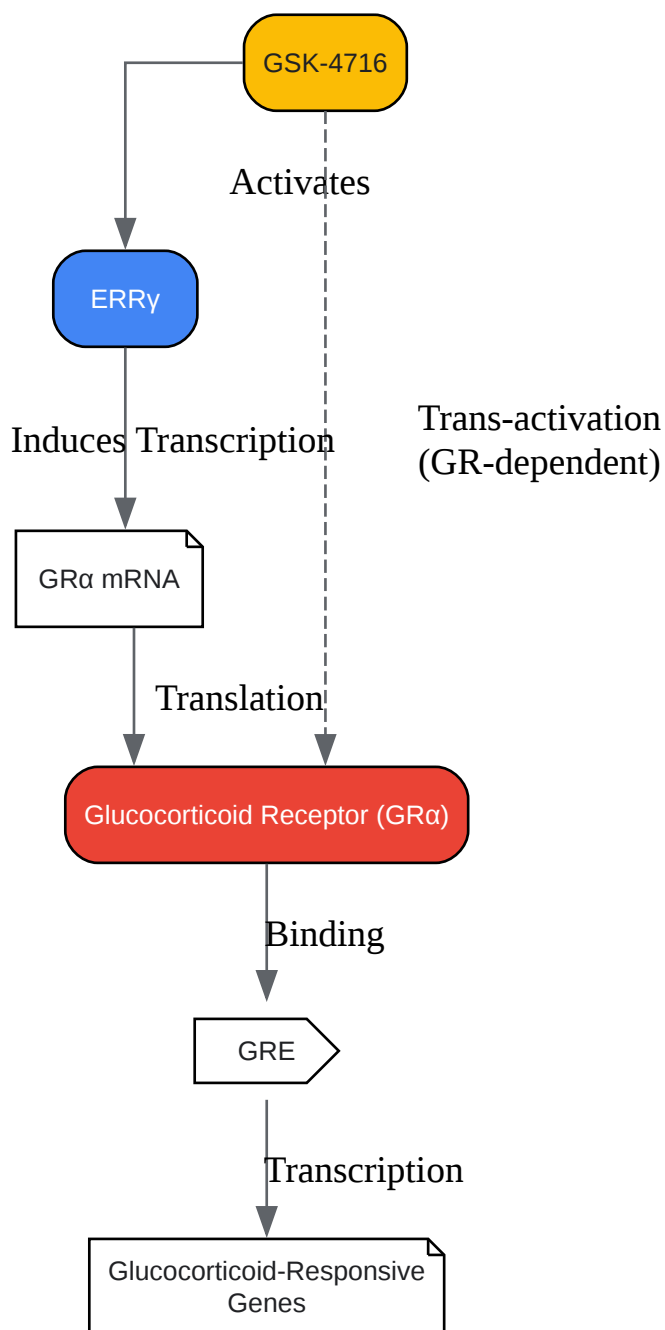 GSK-4716
Activates
ERRγ
Trans-activation
(GR-dependent)
Induces Transcription
GRα mRNA
Translation
Glucocorticoid Receptor (GRα)
Binding
GRE
Transcription
Glucocorticoid-Responsive
Genes